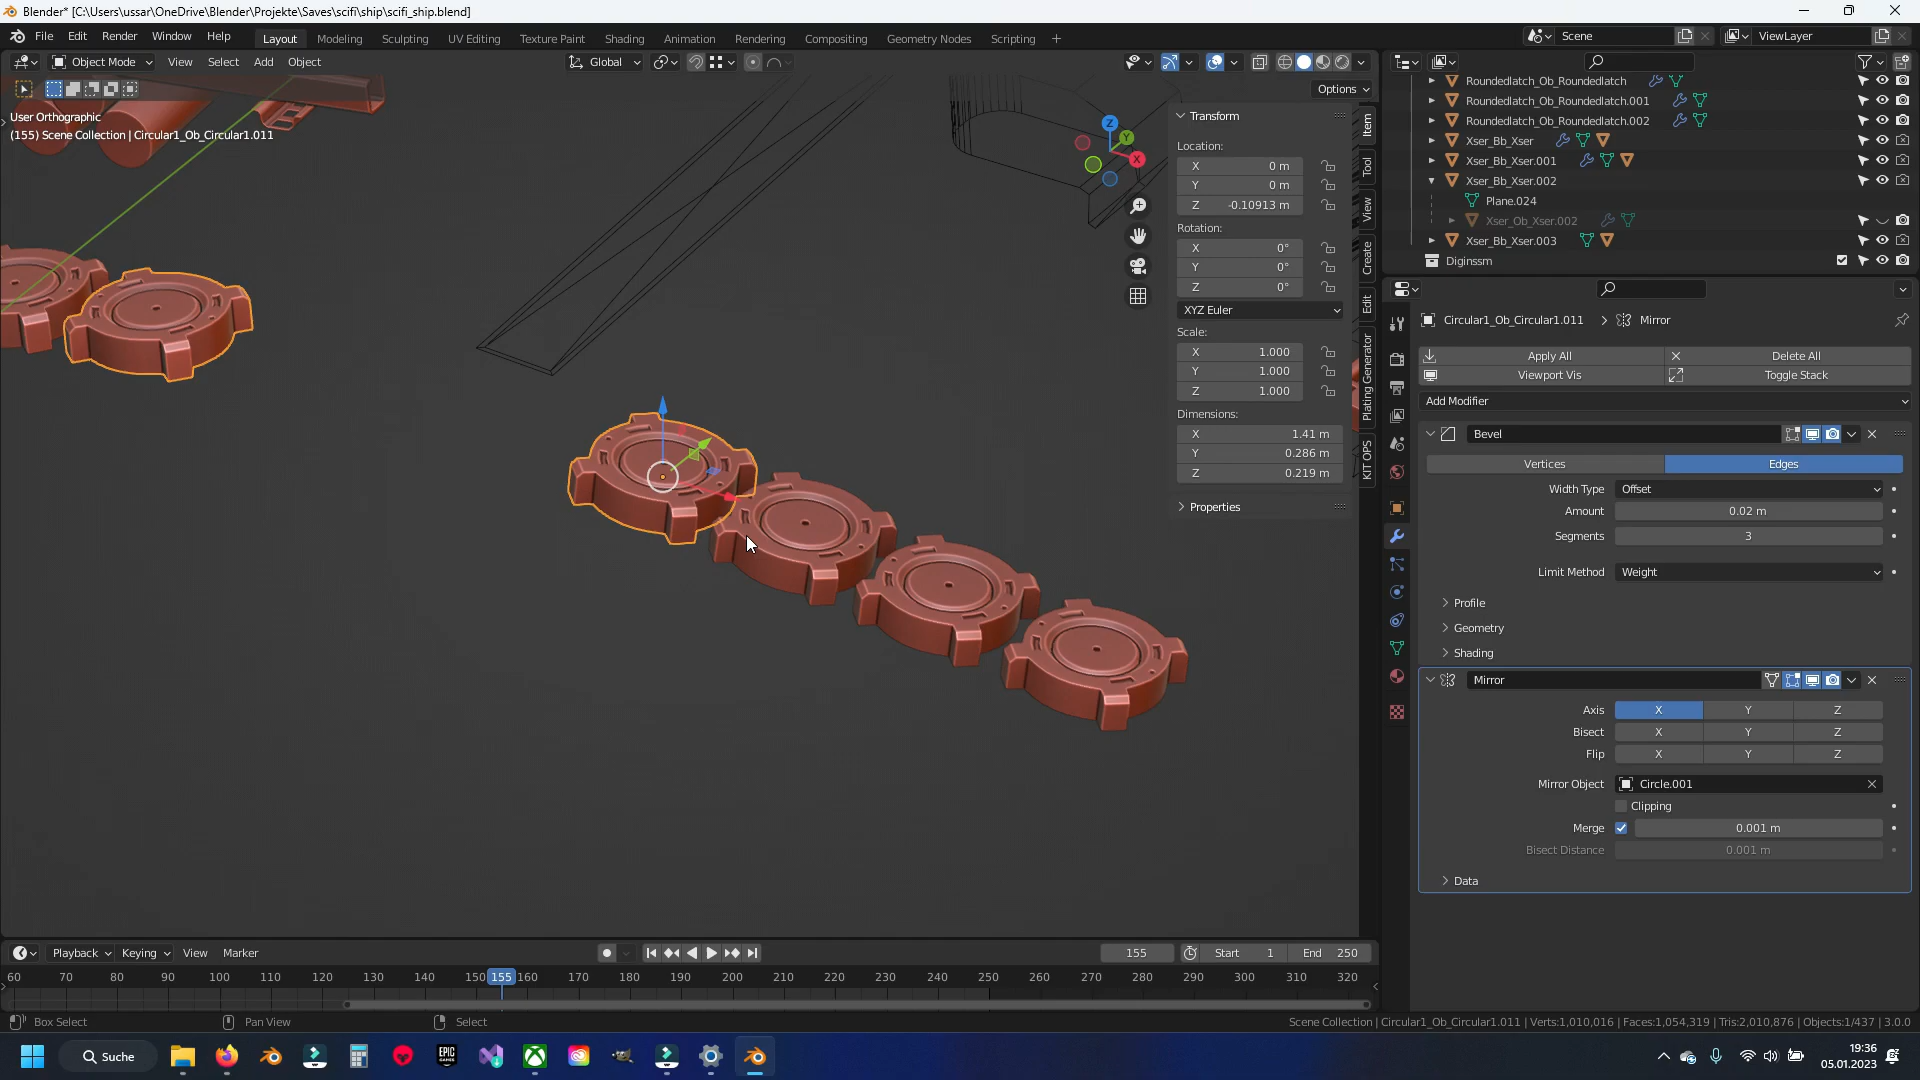 Blender* [C:\Users\ussar\OneDrive\Blender\Projekte\Saves\scifi\ship\scifi_ship.blend]
File Edit Render Window Help Layout Modeling Sculpting UV Editing Texture Paint Shading Animation Rendering Compositing Geometry Nodes Scripting + Scene ViewLayer
Object Mode View Select Add Object Global
Options
User Orthographic
(155) Scene Collection | Circular1_Ob_Circular1.011
Z
Y
X
Transform
Location:
X 0 m
Y 0 m
Z -0.10913 m
Rotation:
X 0°
Y 0°
Z 0°
XYZ Euler
Scale:
X 1.000
Y 1.000
Z 1.000
Dimensions:
X 1.41 m
Y 0.286 m
Z 0.219 m
Properties
Item
Tool
View
Create
Edit
Plating Generator
KIT OPS
Roundedlatch_Ob_Roundedlatch
Roundedlatch_Ob_Roundedlatch.001
Roundedlatch_Ob_Roundedlatch.002
Xser_Bb_Xser
Xser_Bb_Xser.001
Xser_Bb_Xser.002
Plane.024
Xser_Ob_Xser.002
Xser_Bb_Xser.003
Diginssm
Circular1_Ob_Circular1.011 Mirror
Apply All Delete All
Viewport Vis Toggle Stack
Add Modifier
Bevel
Vertices Edges
Width Type Offset
Amount 0.02 m
Segments 3
Limit Method Weight
Profile
Geometry
Shading
Mirror
Axis X Y Z
Bisect X Y Z
Flip X Y Z
Mirror Object Circle.001
Clipping
Merge 0.001 m
Bisect Distance 0.001 m
Data
Playback Keying View Marker 155 Start 1 End 250
60 70 80 90 100 110 120 130 140 150 155 160 170 180 190 200 210 220 230 240 250 260 270 280 290 300 310 320
Box Select Pan View Select Scene Collection | Circular1_Ob_Circular1.011 | Verts:1,010,016 | Faces:1,054,319 | Tris:2,010,876 | Objects:1/437 | 3.0.0
Suche
EPIC
GAMES
19:36
05.01.2023